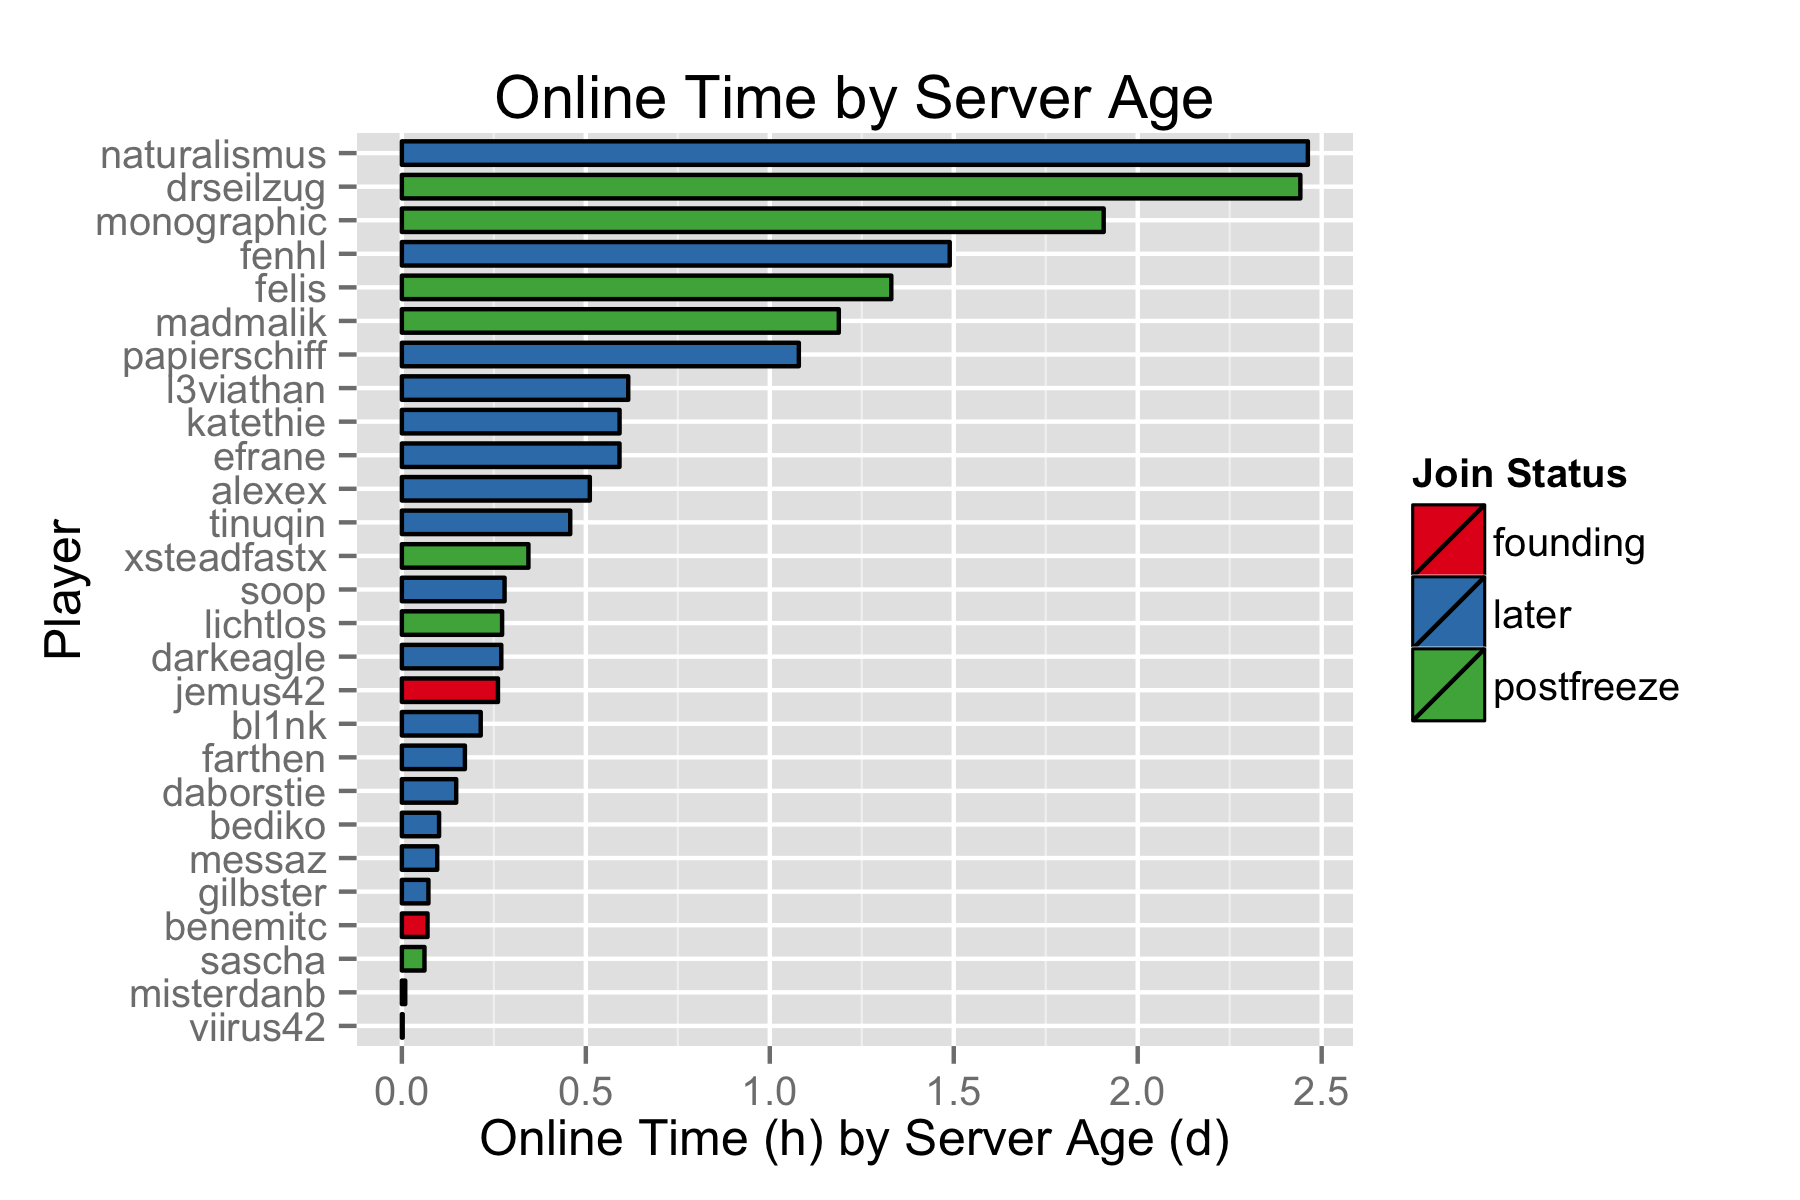 Online Time by Server Age
naturalismus
drseilzug
monographic
fenhl
felis
madmalik
papierschiff
l3viathan
katethie
efrane
alexex
tinuqin
xsteadfastx
soop
lichtlos
darkeagle
jemus42
bl1nk
farthen
daborstie
bediko
messaz
gilbster
benemitc
sascha
misterdanb
viirus42
Player
0.0 0.5 1.0 1.5 2.0 2.5
Online Time (h) by Server Age (d)
Join Status
founding
later
postfreeze